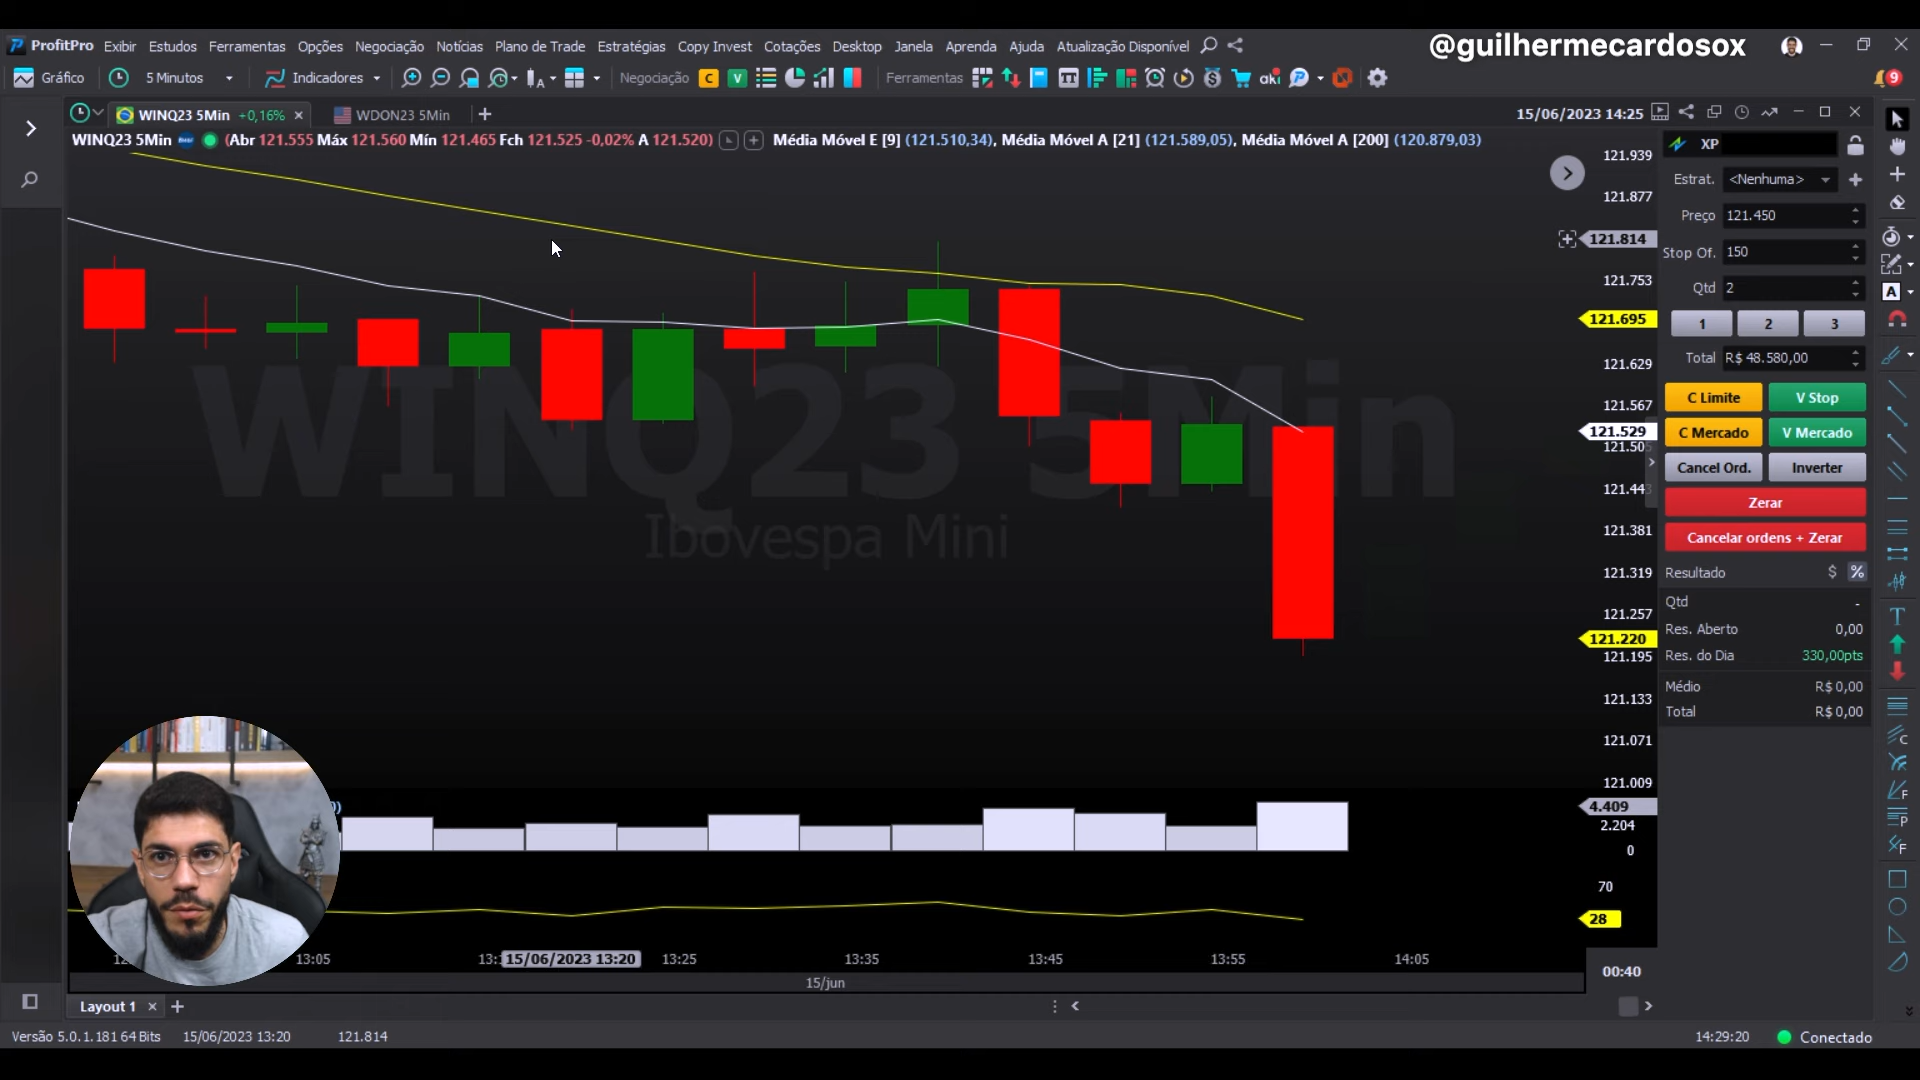 @guilhermecardosox
ProfitPro Exibir Estudos Ferramentas Opções Negociação Notícias Plano de Trade Estratégias Copy Invest Cotações Desktop Janela Aprenda Ajuda Atualização Disponível
9
Gráfico 5 Minutos Indicadores Negociação C V Ferramentas TT aki
WINQ23 5Min +0,16% WDON23 5Min
15/06/2023 14:25
WINQ23 5Min (Abr 121.555 Máx 121.560 Mín 121.465 Fch 121.525 -0,02% A 121.520) L Média Móvel E [9] (121.510,34), Média Móvel A [21] (121.589,05), Média Móvel A [200] (120.879,03)
121.939
121.877
121.814
121.753
121.695
121.629
121.567
121.529
121.505
121.443
121.381
121.319
121.257
121.220
121.195
121.133
121.071
121.009
4.409
2.204
0
70
28
WINQ23 5Min
Ibovespa Mini
XP
Estrat. <Nenhuma>
Preço 121.450
Stop Of. 150
Qtd 2
1 2 3
Total R$ 48.580,00
C Limite V Stop
C Mercado V Mercado
Cancel Ord. Inverter
Zerar
Cancelar ordens + Zerar
Resultado $ %
Qtd -
Res. Aberto 0,00
Res. do Dia 330,00pts
Médio R$ 0,00
Total R$ 0,00
13:05 15/06/2023 13:20 13:25 13:35 13:45 13:55 14:05
15/jun
00:40
Layout 1
Versão 5.0.1.181 64 Bits 15/06/2023 13:20 121.814
14:29:20 Conectado